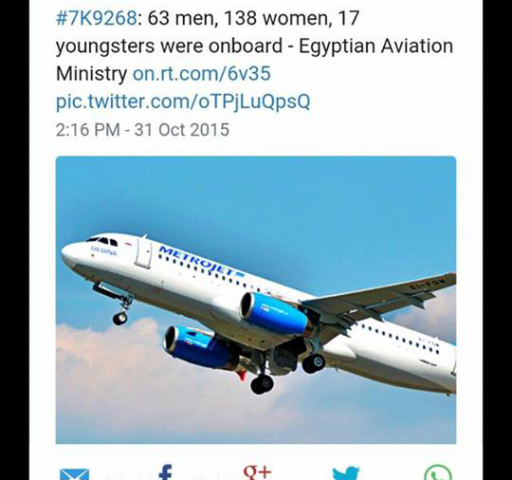 #7K9268: 63 men, 138 women, 17
youngsters were onboard - Egyptian Aviation
Ministry on.rt.com/6v35
pic.twitter.com/oTPjLuQpsQ
2:16 PM - 31 Oct 2015
METROJET
g+